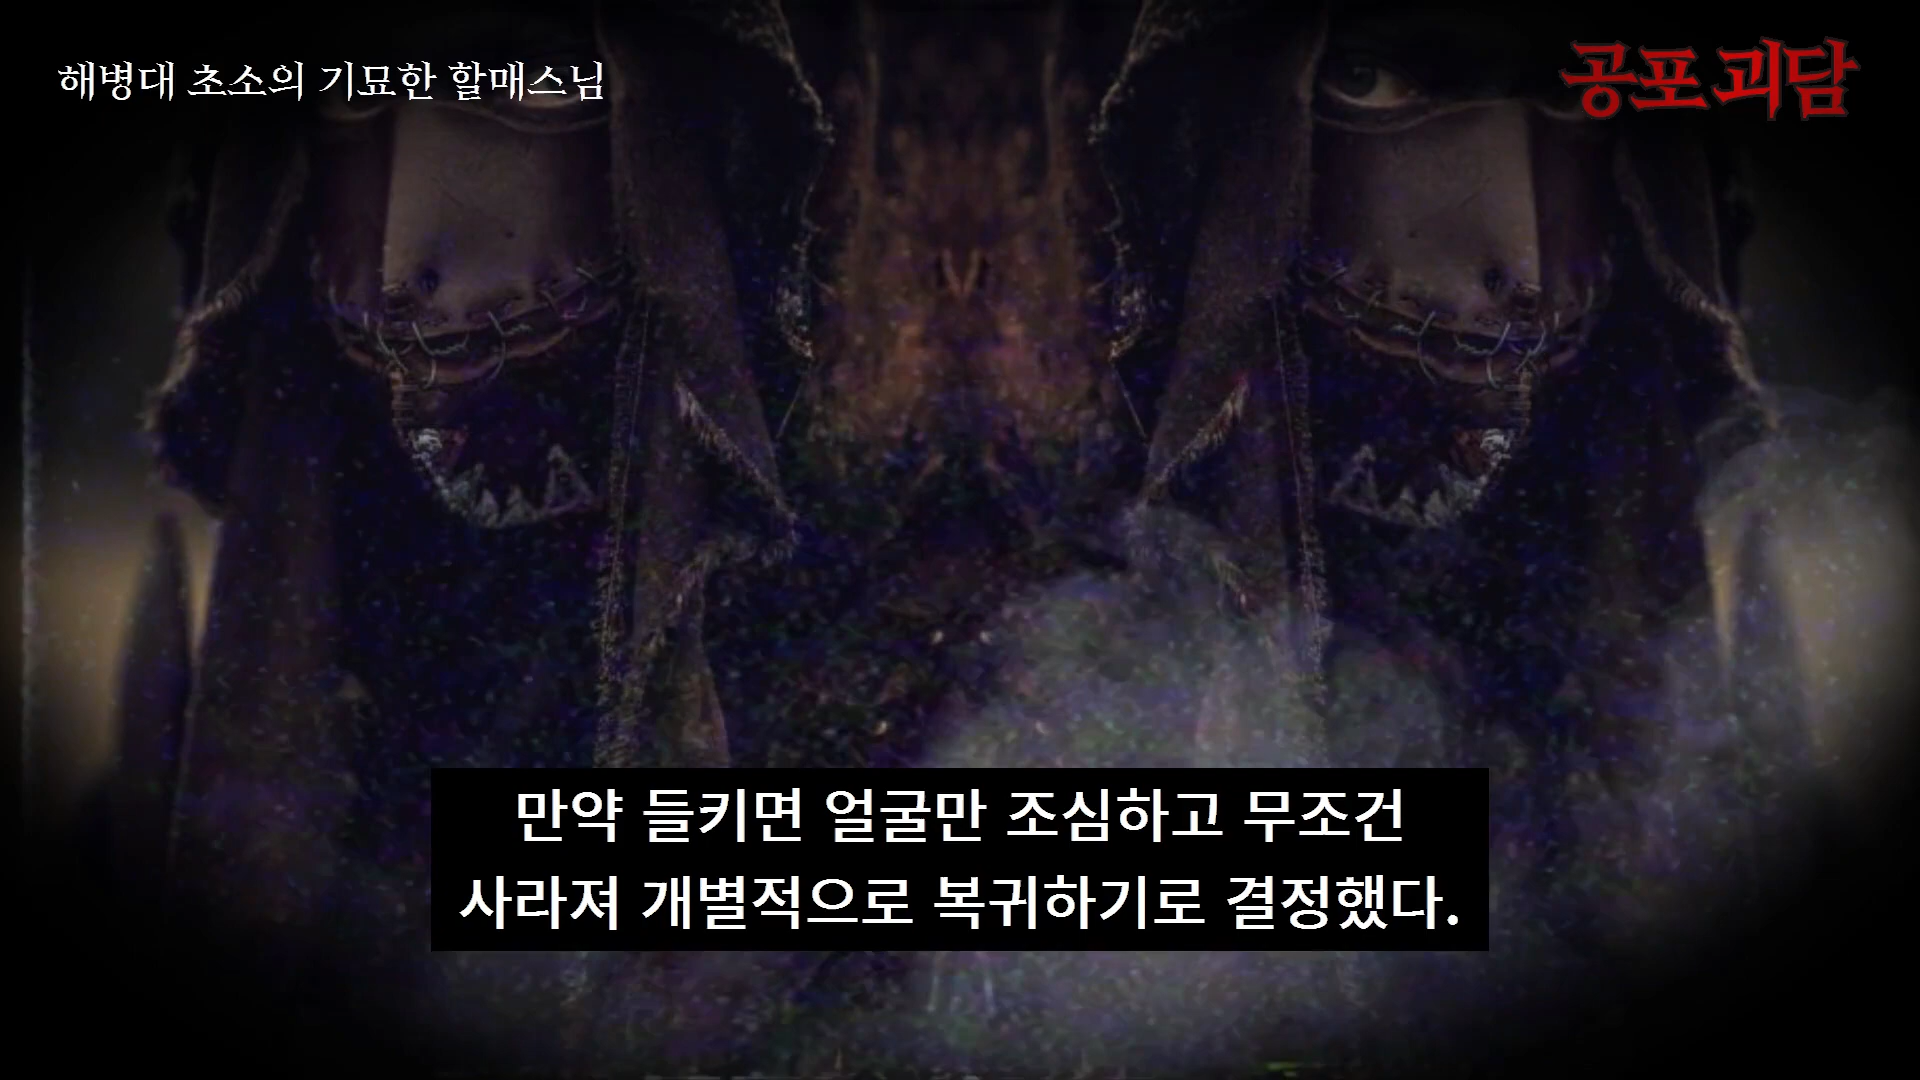 해병대 초소의 기묘한 할매스님
공포 괴담
만약 들키면 얼굴만 조심하고 무조건
사라져 개별적으로 복귀하기로 결정했다.